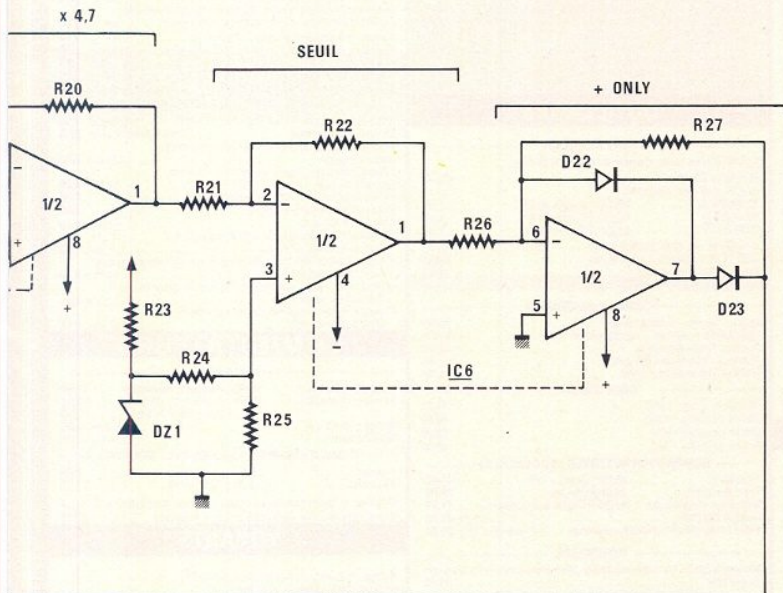 x 4,7
SEUIL
+ ONLY
R20
R22
R27
D22
1/2
-
+
1
8
+
R21
2
-
1/2
3
+
1
4
-
R26
6
-
1/2
5
+
7
8
+
D23
R23
R24
R25
DZ1
IC6